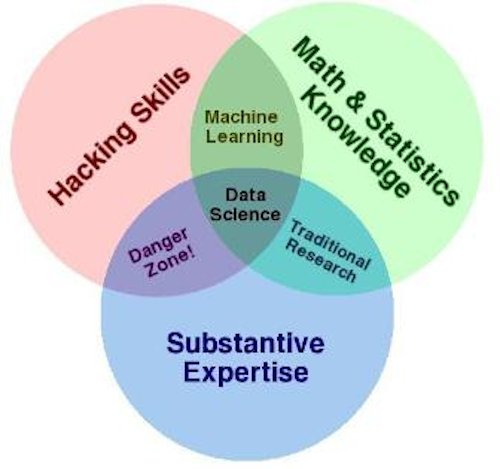 Hacking Skills
Math & Statistics
Knowledge
Machine
Learning
Data
Science
Danger
Zone!
Traditional
Research
Substantive
Expertise